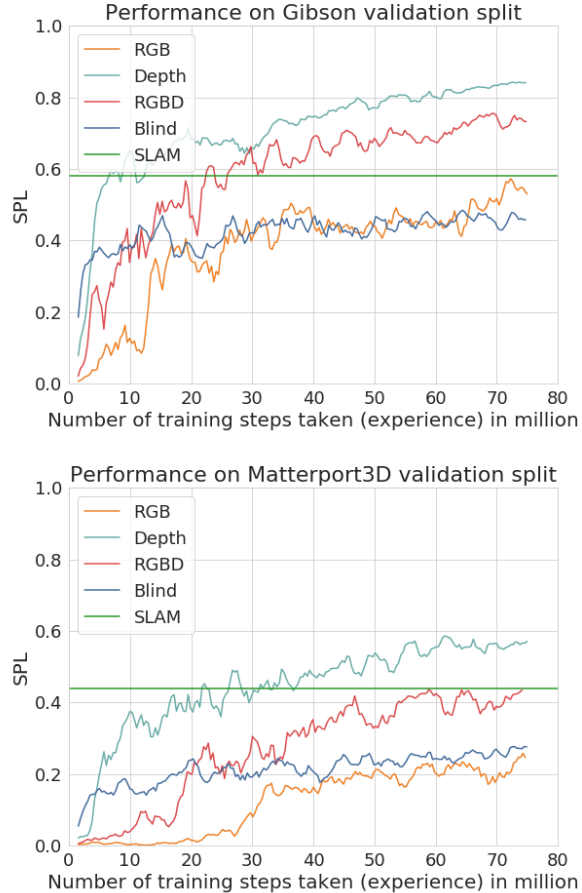 Performance on Gibson validation split
1.0
0.8
0.6
0.4
0.2
0.0
SPL
RGB
Depth
RGBD
Blind
SLAM
0 10 20 30 40 50 60 70 80
Number of training steps taken (experience) in million
Performance on Matterport3D validation split
1.0
0.8
0.6
0.4
0.2
0.0
SPL
RGB
Depth
RGBD
Blind
SLAM
0 10 20 30 40 50 60 70 80
Number of training steps taken (experience) in million